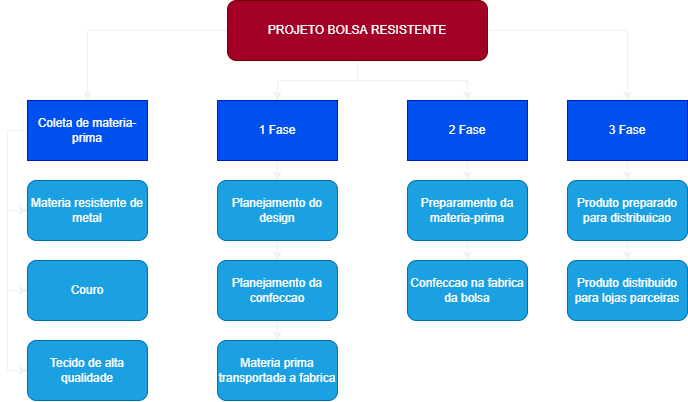 PROJETO BOLSA RESISTENTE
Coleta de materia-
prima
1 Fase
2 Fase
3 Fase
Materia resistente de
metal
Planejamento do
design
Preparamento da
materia-prima
Produto preparado
para distribuicao
Couro
Planejamento da
confeccao
Confeccao na fabrica
da bolsa
Produto distribuido
para lojas parceiras
Tecido de alta
qualidade
Materia prima
transportada a fabrica